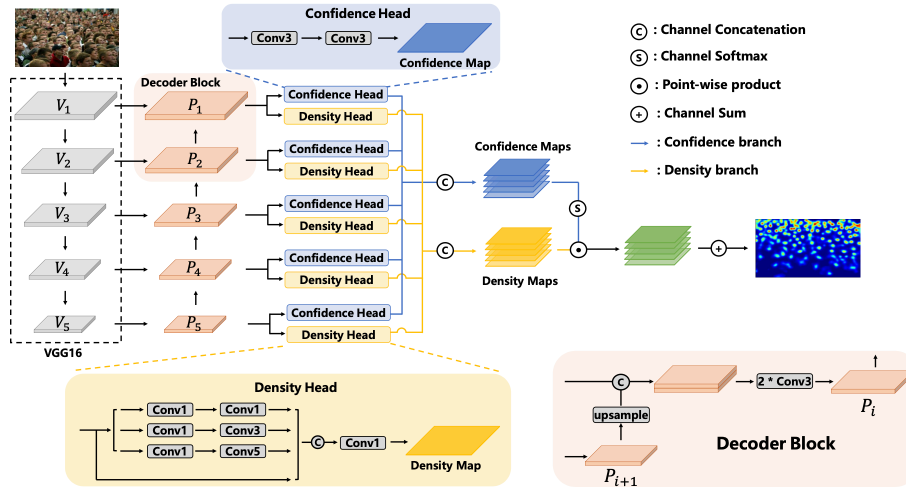 Confidence Head
Conv3
Conv3
Confidence Map
C : Channel Concatenation
S : Channel Softmax
: Point-wise product
+ : Channel Sum
: Confidence branch
: Density branch
Decoder Block
V1
P1
Confidence Head
Density Head
V2
P2
Confidence Head
Density Head
V3
P3
Confidence Head
Density Head
V4
P4
Confidence Head
Density Head
V5
P5
Confidence Head
Density Head
VGG16
Confidence Maps
C
S
C
+
Density Maps
Density Head
Conv1
Conv1
Conv1
Conv3
Conv1
Conv5
C
Conv1
Density Map
C
2 * Conv3
upsample
Pi
Pi+1
Decoder Block